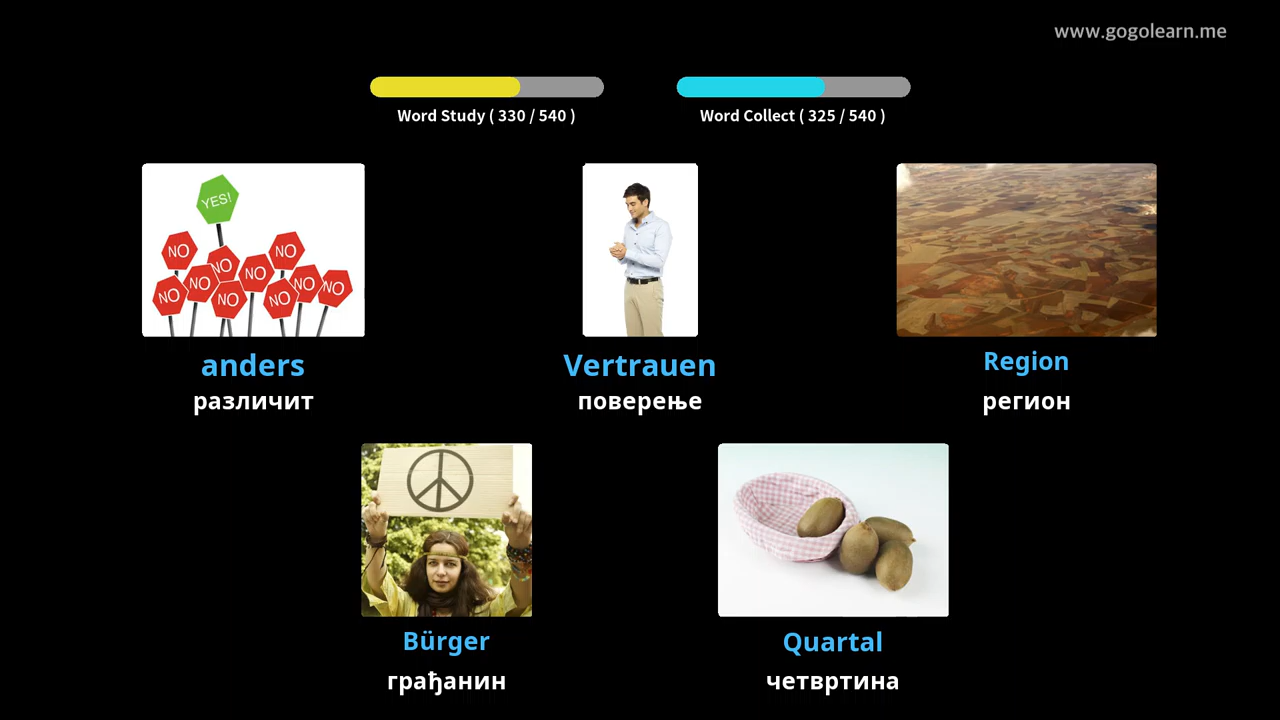 www.gogolearn.me
Word Study ( 330 / 540 )
Word Collect ( 325 / 540 )
YES!
NO
NO
NO
NO
NO
NO
NO
NO
NO
NO
anders
различит
Vertrauen
поверење
Region
регион
Bürger
грађанин
Quartal
четвртина